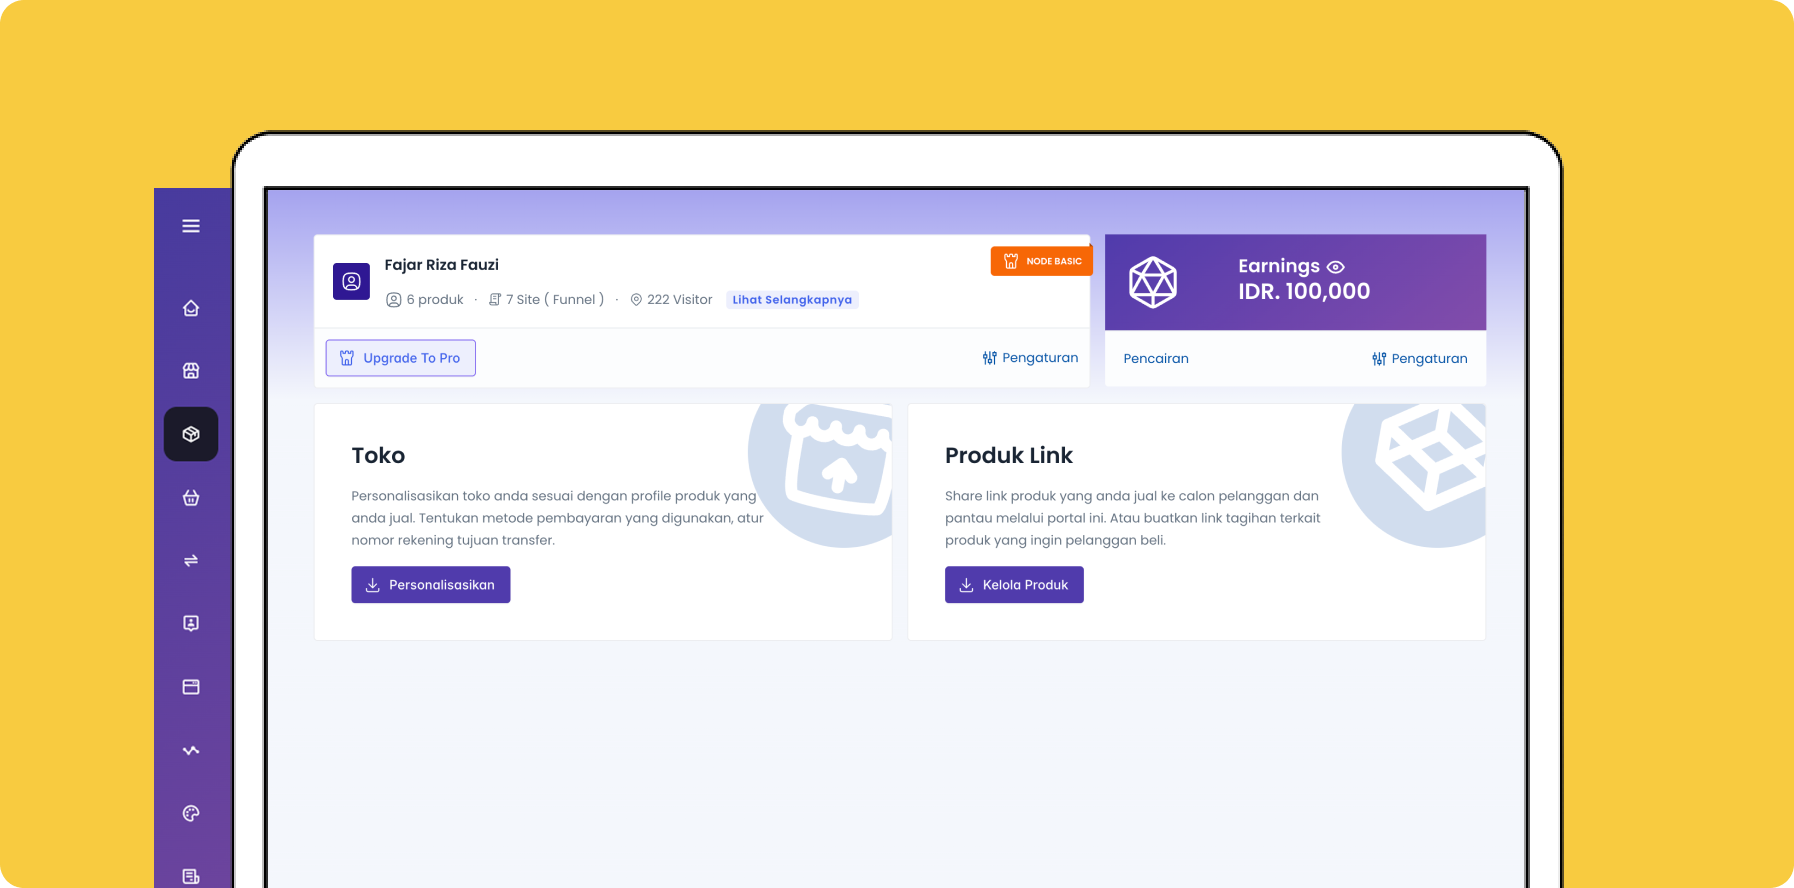 Fajar Riza Fauzi
NODE BASIC
6 produk · 7 Site ( Funnel ) · 222 Visitor Lihat Selangkapnya
Upgrade To Pro
Pengaturan
Earnings
IDR. 100,000
Pencairan
Pengaturan
Toko
Personalisasikan toko anda sesuai dengan profile produk yang
anda jual. Tentukan metode pembayaran yang digunakan, atur
nomor rekening tujuan transfer.
Personalisasikan
Produk Link
Share link produk yang anda jual ke calon pelanggan dan
pantau melalui portal ini. Atau buatkan link tagihan terkait
produk yang ingin pelanggan beli.
Kelola Produk